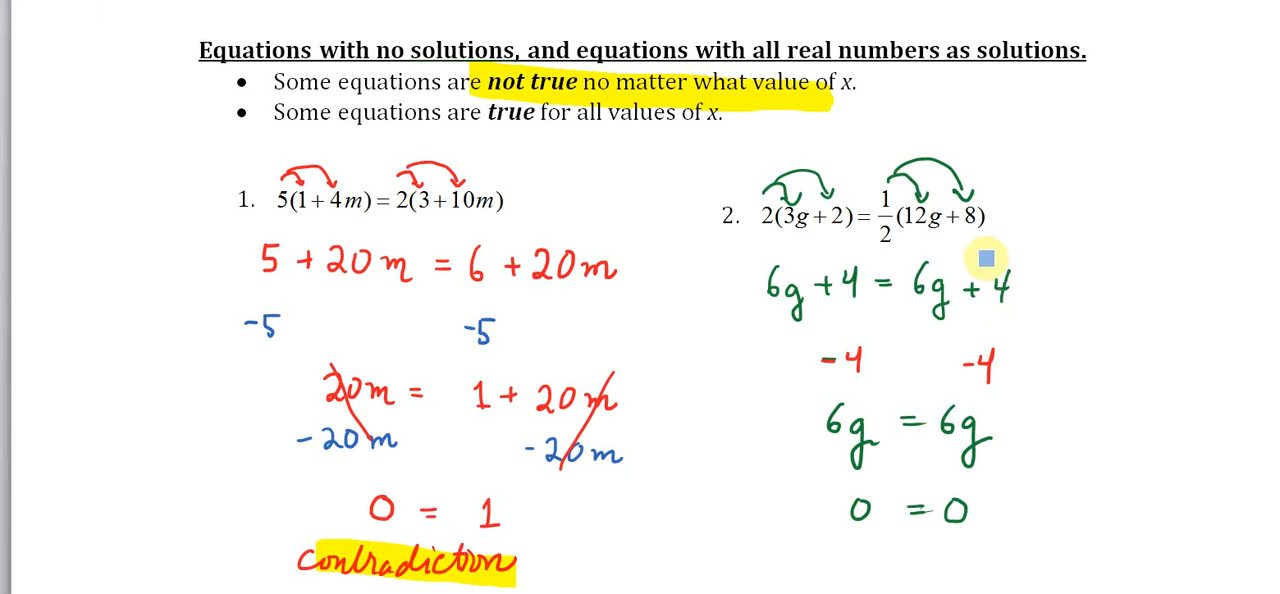 Equations with no solutions, and equations with all real numbers as solutions.
• Some equations are not true no matter what value of x.
• Some equations are true for all values of x.
1. 5(1+4m)=2(3+10m)
5 + 20m = 6 + 20m
-5 -5
20m = 1 + 20m
-20m -20m
0 = 1
contradiction
2. 2(3g+2)=1/2(12g+8)
6g + 4 = 6g + 4
-4 -4
6g = 6g
0 = 0